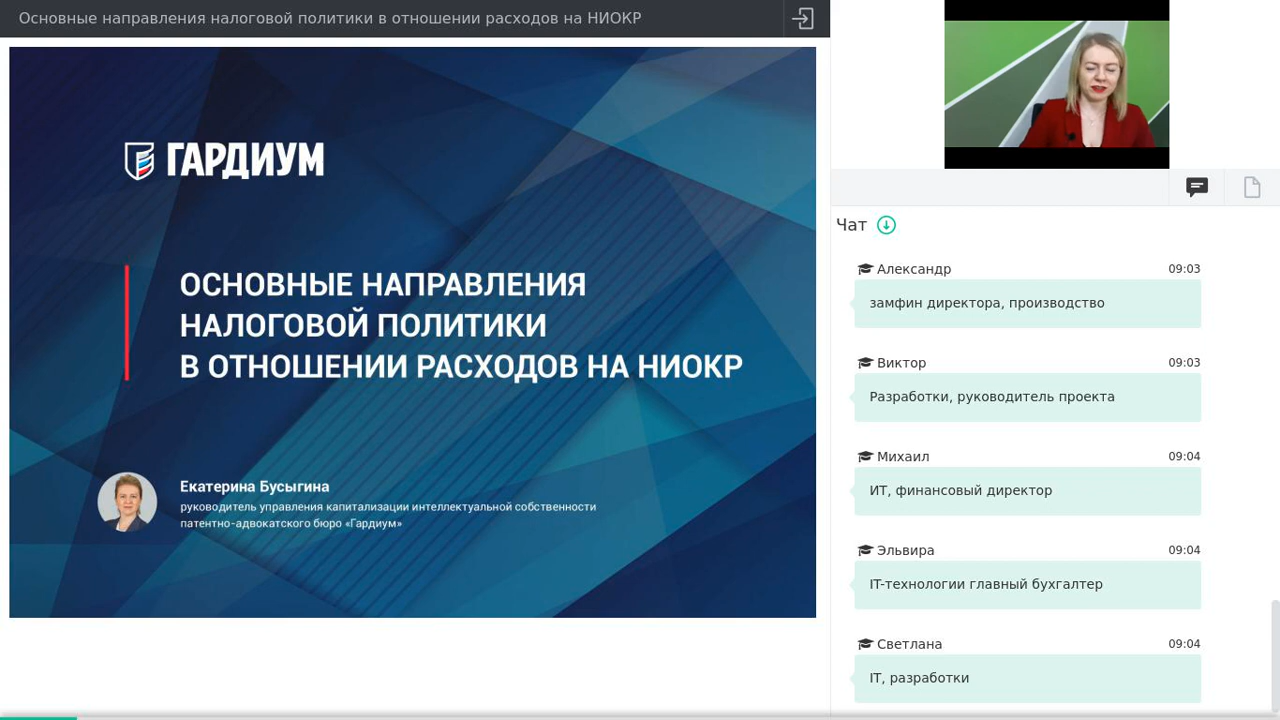 Основные направления налоговой политики в отношении расходов на НИОКР
ГАРДИУМ
ОСНОВНЫЕ НАПРАВЛЕНИЯ
НАЛОГОВОЙ ПОЛИТИКИ
В ОТНОШЕНИИ РАСХОДОВ НА НИОКР
Екатерина Бусыгина
руководитель управления капитализации интеллектуальной собственности
патентно-адвокатского бюро «Гардиум»
Чат
Александр 09:03
замфин директора, производство
Виктор 09:03
Разработки, руководитель проекта
Михаил 09:04
ИТ, финансовый директор
Эльвира 09:04
IT-технологии главный бухгалтер
Светлана 09:04
IT, разработки